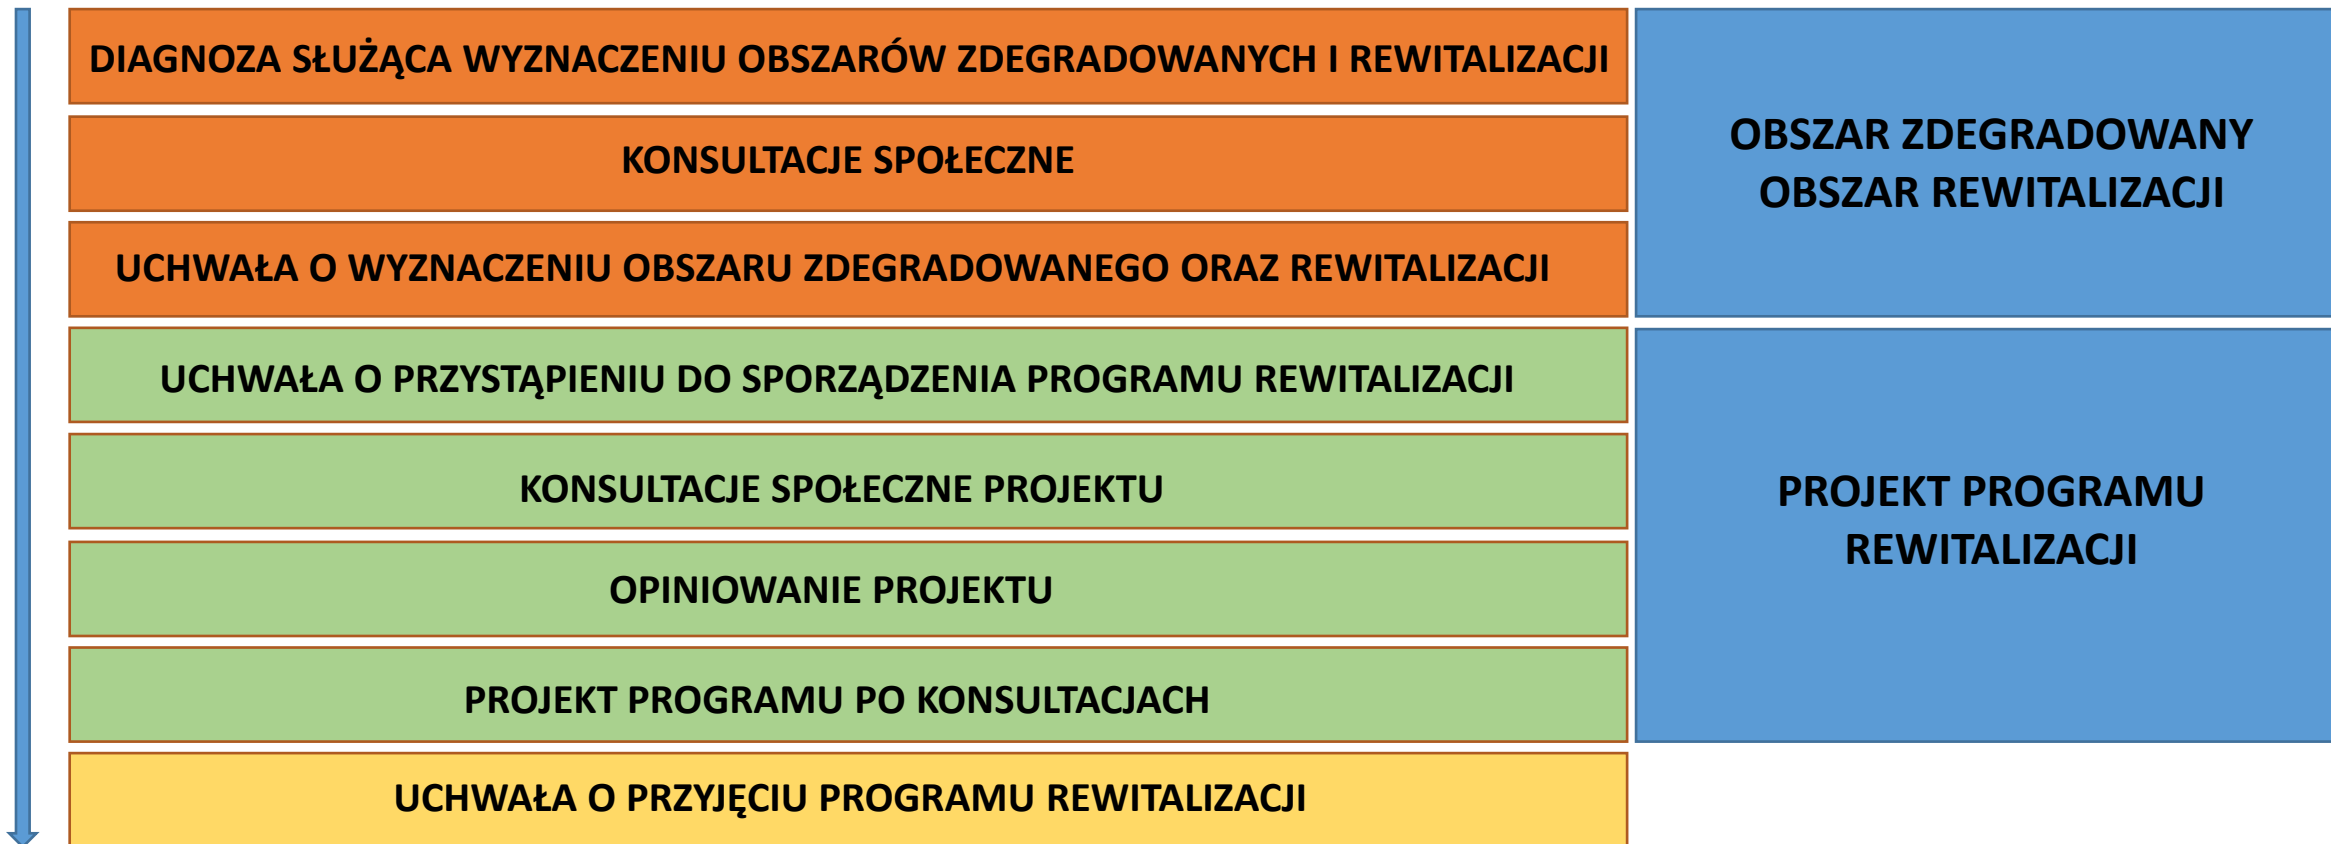 DIAGNOZA SŁUŻĄCA WYZNACZENIU OBSZARÓW ZDEGRADOWANYCH I REWITALIZACJI
KONSULTACJE SPOŁECZNE
UCHWAŁA O WYZNACZENIU OBSZARU ZDEGRADOWANEGO ORAZ REWITALIZACJI
OBSZAR ZDEGRADOWANY
OBSZAR REWITALIZACJI
UCHWAŁA O PRZYSTĄPIENIU DO SPORZĄDZENIA PROGRAMU REWITALIZACJI
KONSULTACJE SPOŁECZNE PROJEKTU
OPINIOWANIE PROJEKTU
PROJEKT PROGRAMU PO KONSULTACJACH
PROJEKT PROGRAMU
REWITALIZACJI
UCHWAŁA O PRZYJĘCIU PROGRAMU REWITALIZACJI